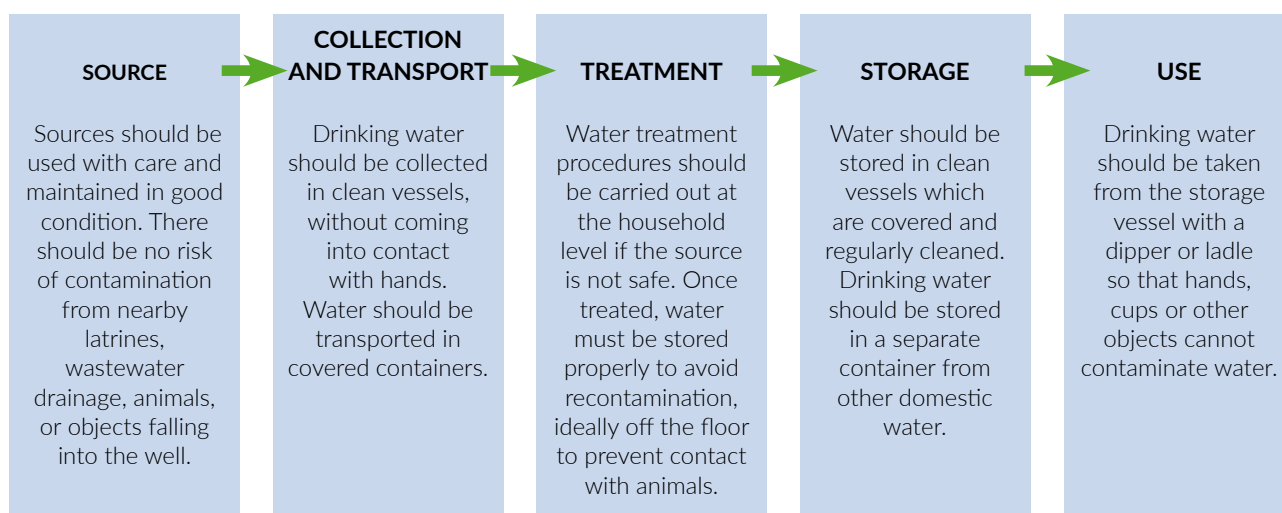 SOURCE
Sources should be
used with care and
maintained in good
condition. There
should be no risk
of contamination
from nearby
latrines,
wastewater
drainage, animals,
or objects falling
into the well.
COLLECTION
AND TRANSPORT
Drinking water
should be collected
in clean vessels,
without coming
into contact
with hands.
Water should be
transported in
covered containers.
TREATMENT
Water treatment
procedures should
be carried out at
the household
level if the source
is not safe. Once
treated, water
must be stored
properly to avoid
recontamination,
ideally off the floor
to prevent contact
with animals.
STORAGE
Water should be
stored in clean
vessels which
are covered and
regularly cleaned.
Drinking water
should be stored
in a separate
container from
other domestic
water.
USE
Drinking water
should be taken
from the storage
vessel with a
dipper or ladle
so that hands,
cups or other
objects cannot
contaminate water.